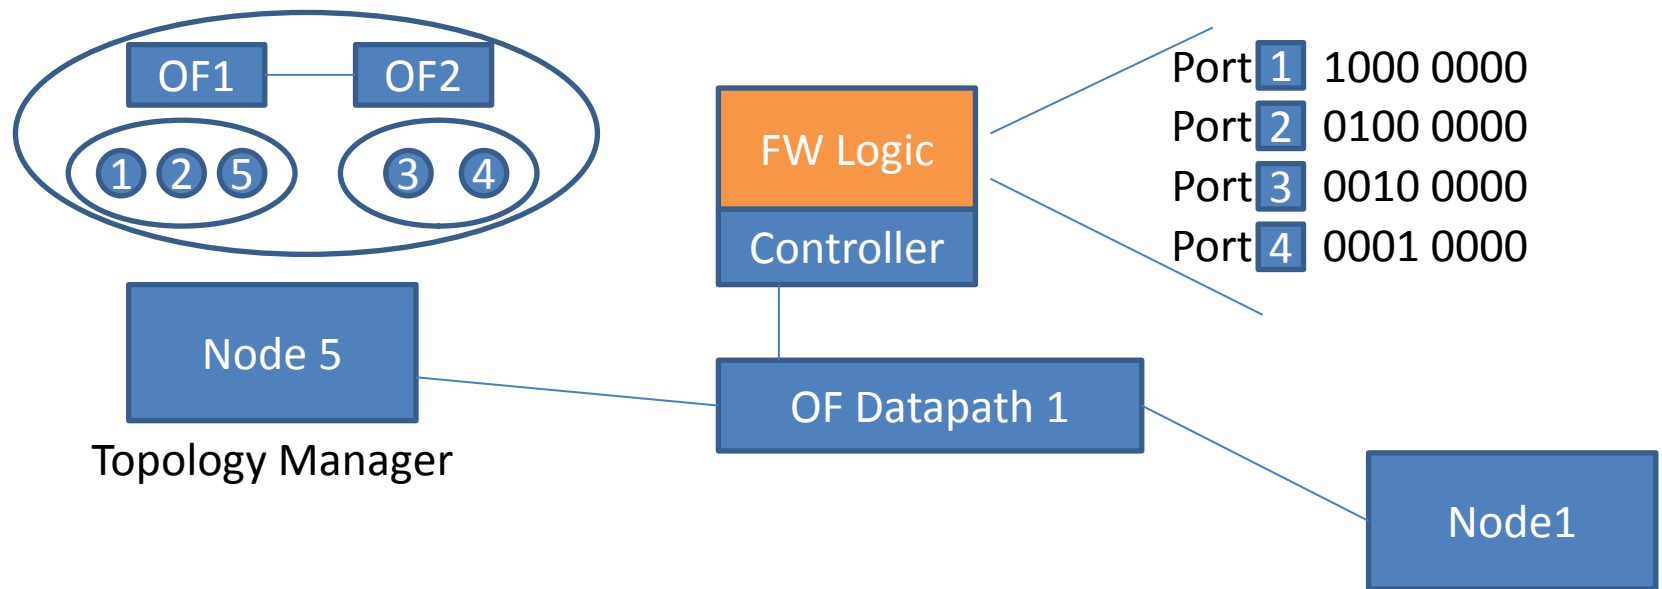 OF1
OF2
1 2 5
3 4
Node 5
Topology Manager
FW Logic
Controller
OF Datapath 1
Port 1 1000 0000
Port 2 0100 0000
Port 3 0010 0000
Port 4 0001 0000
Node1